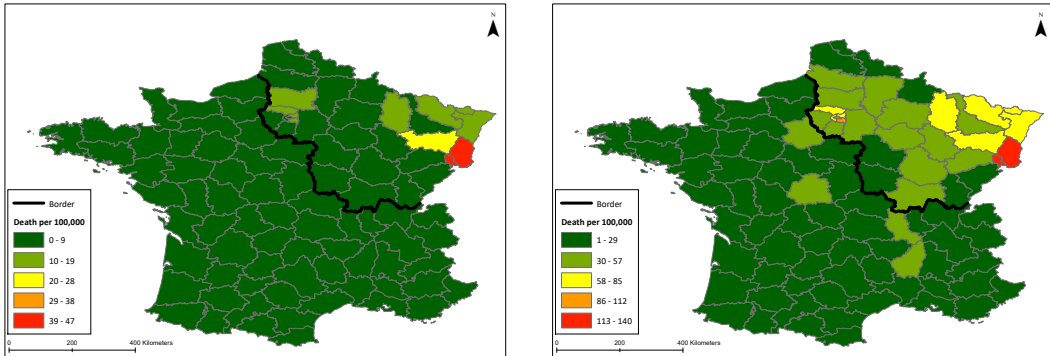 N
Border
Death per 100,000
0 - 9
10 - 19
20 - 28
29 - 38
39 - 47
0 200 400 Kilometers
N
Border
Death per 100,000
1 - 29
30 - 57
58 - 85
86 - 112
113 - 140
0 200 400 Kilometers